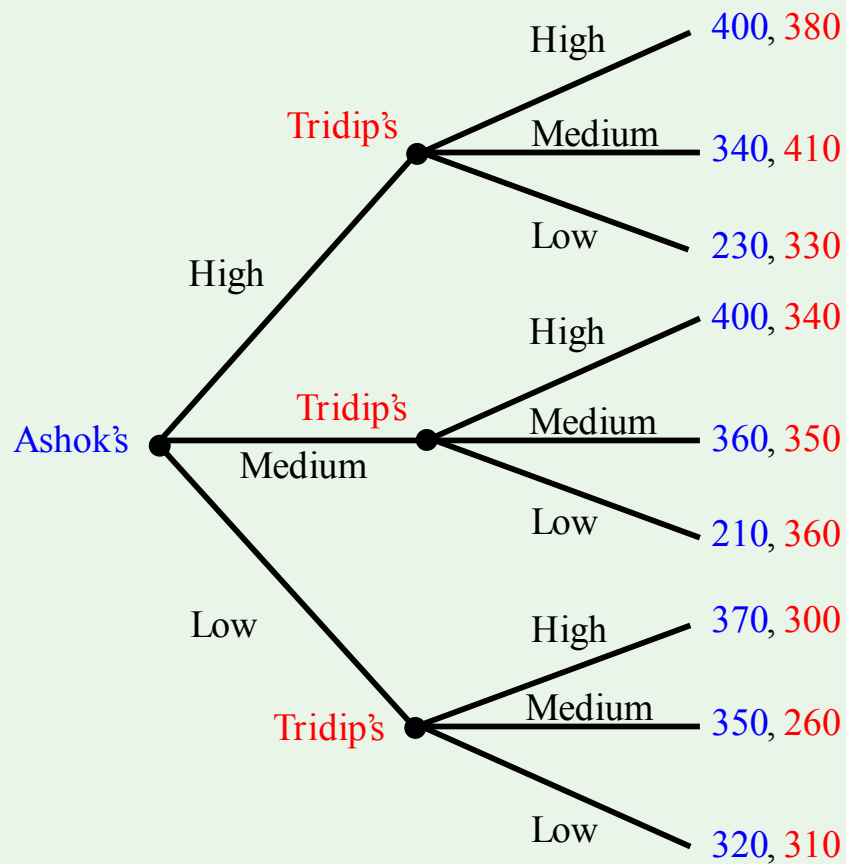 High
400, 380
Tridip's
Medium
340, 410
Low
230, 330
High
High
400, 340
Tridip's
Ashok's
Medium
Medium
360, 350
Low
210, 360
Low
High
370, 300
Tridip's
Medium
350, 260
Low
320, 310